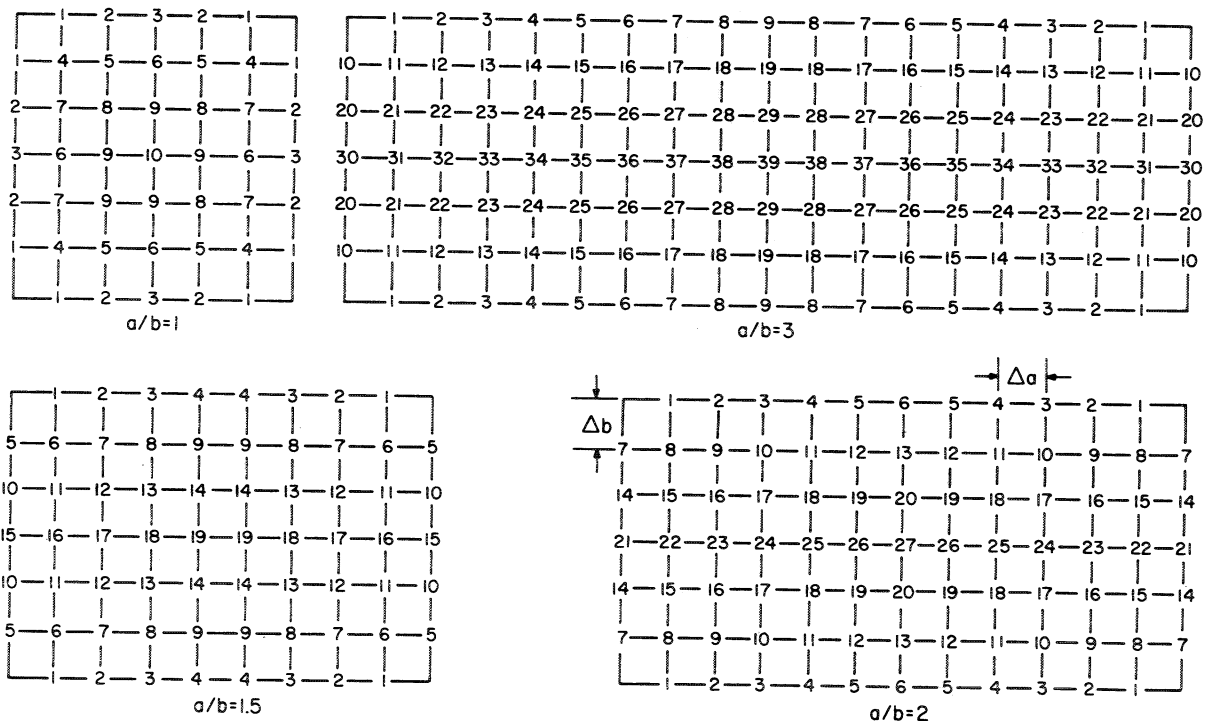 1 2 3 2 1
1 4 5 6 5 4 1
2 7 8 9 8 7 2
3 6 9 10 9 6 3
2 7 9 9 8 7 2
1 4 5 6 5 4 1
1 2 3 2 1
a/b=1
1 2 3 4 5 6 7 8 9 8 7 6 5 4 3 2 1
10 11 12 13 14 15 16 17 18 19 18 17 16 15 14 13 12 11 10
20 21 22 23 24 25 26 27 28 29 28 27 26 25 24 23 22 21 20
30 31 32 33 34 35 36 37 38 39 38 37 36 35 34 33 32 31 30
20 21 22 23 24 25 26 27 28 29 28 27 26 25 24 23 22 21 20
10 11 12 13 14 15 16 17 18 19 18 17 16 15 14 13 12 11 10
1 2 3 4 5 6 7 8 9 8 7 6 5 4 3 2 1
a/b=3
1 2 3 4 4 3 2 1
5 6 7 8 9 9 8 7 6 5
10 11 12 13 14 14 13 12 11 10
15 16 17 18 19 19 18 17 16 15
10 11 12 13 14 14 13 12 11 10
5 6 7 8 9 9 8 7 6 5
1 2 3 4 4 3 2 1
a/b=1.5
Δa
Δb
1 2 3 4 5 6 5 4 3 2 1
7 8 9 10 11 12 13 12 11 10 9 8 7
14 15 16 17 18 19 20 19 18 17 16 15 14
21 22 23 24 25 26 27 26 25 24 23 22 21
14 15 16 17 18 19 20 19 18 17 16 15 14
7 8 9 10 11 12 13 12 11 10 9 8 7
1 2 3 4 5 6 5 4 3 2 1
a/b=2